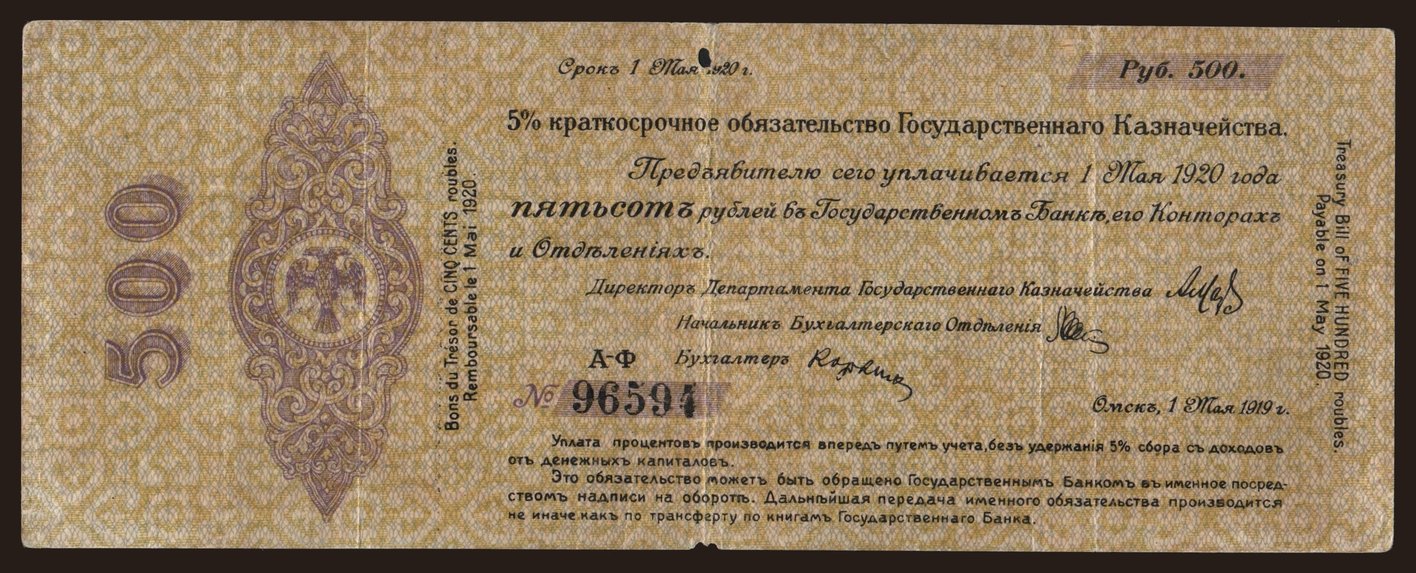 500
Bons du Trésor de CINQ CENTS roubles.
Remboursable le 1 Mai 1920.
Срокъ 1 Мая 1920 г.
Руб. 500.
5% краткосрочное обязательство Государственнаго Казначейства.
Предъявителю сего уплачивается 1 Мая 1920 года
пятьсотъ рублей въ Государственномъ Банкѣ, его Конторахъ
и Отдѣленіяхъ.
Директоръ Департамента Государственнаго Казначейства
Начальникъ Бухгалтерскаго Отдѣленія
А-Ф Бухгалтеръ
№ 96594
Омскъ, 1 Мая 1919 г.
Уплата процентовъ производится впередъ путемъ учета, безъ удержанія 5% сбора съ доходовъ
отъ денежныхъ капиталовъ.
Это обязательство можетъ быть обращено Государственнымъ Банкомъ въ именное посред-
ствомъ надписи на оборотѣ. Дальнѣйшая передача именного обязательства производится
не иначе какъ по трансферту по книгамъ Государственнаго Банка.
Treasury Bill of FIVE HUNDRED roubles.
Payable on 1 May 1920